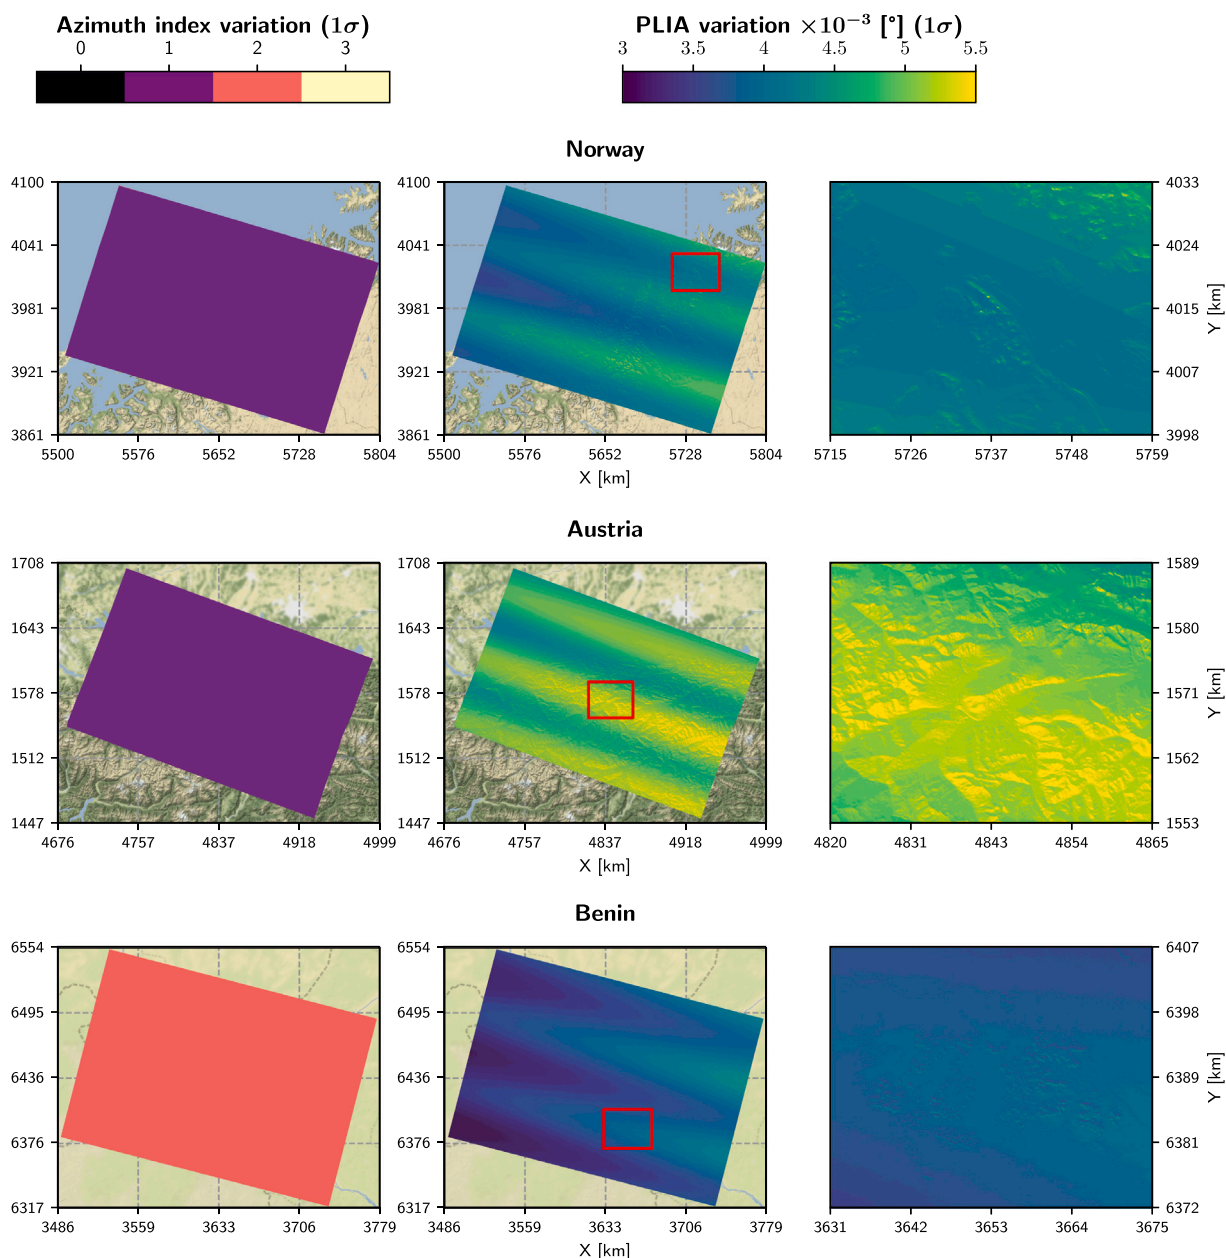 Azimuth index variation (1σ)
0 1 2 3
PLIA variation ×10⁻³ [°] (1σ)
3 3.5 4 4.5 5 5.5
Norway
4100
4041
3981
3921
3861
5500 5576 5652 5728 5804
4100
4041
3981
3921
3861
5500 5576 5652 5728 5804
X [km]
4033
4024
4015
4007
3998
Y [km]
5715 5726 5737 5748 5759
Austria
1708
1643
1578
1512
1447
4676 4757 4837 4918 4999
1708
1643
1578
1512
1447
4676 4757 4837 4918 4999
X [km]
1589
1580
1571
1562
1553
Y [km]
4820 4831 4843 4854 4865
Benin
6554
6495
6436
6376
6317
3486 3559 3633 3706 3779
6554
6495
6436
6376
6317
3486 3559 3633 3706 3779
X [km]
6407
6398
6389
6381
6372
Y [km]
3631 3642 3653 3664 3675